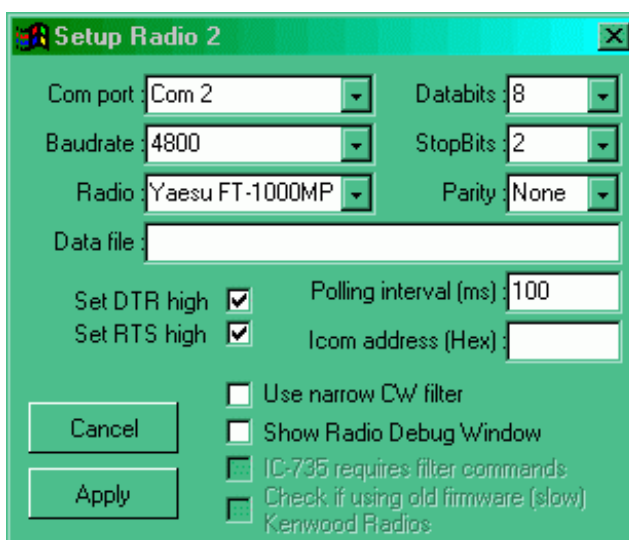 Setup Radio 2
Com port : Com 2 Databits : 8
Baudrate : 4800 StopBits : 2
Radio : Yaesu FT-1000MP Parity : None
Data file :
Set DTR high Polling interval (ms) : 100
Set RTS high Icom address (Hex) :
Use narrow CW filter
Cancel Show Radio Debug Window
IC-735 requires filter commands
Apply Check if using old firmware (slow)
Kenwood Radios